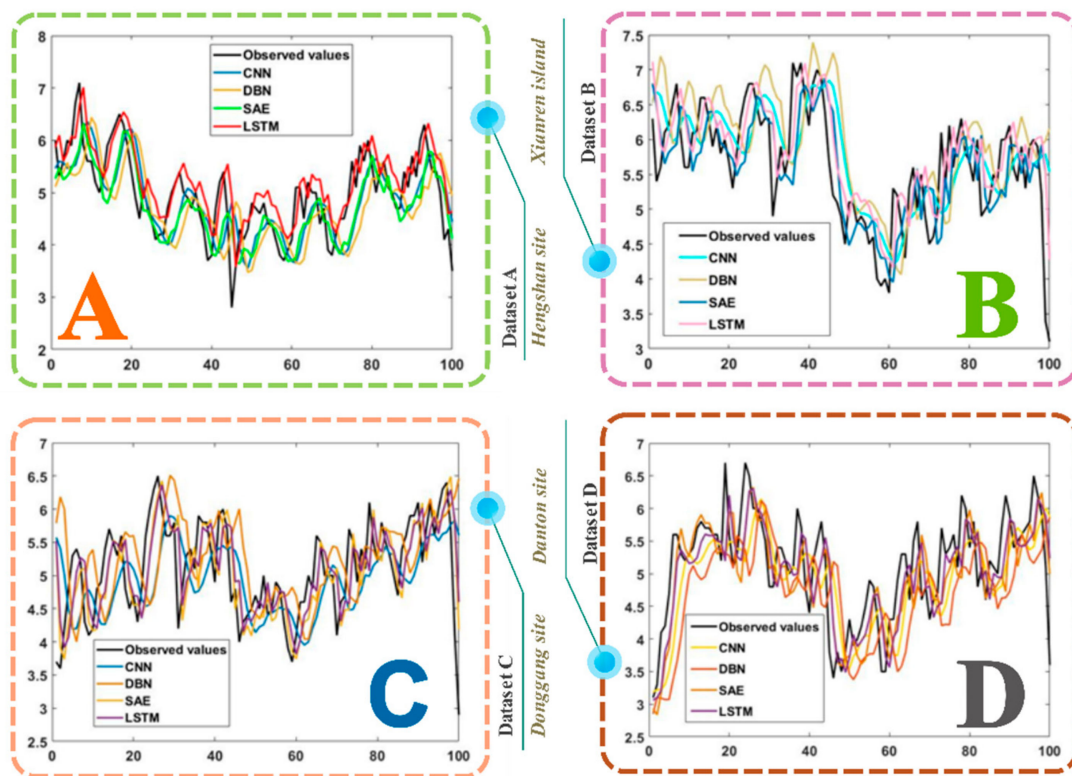 8
7
6
5
4
3
2
0
20
40
60
80
100
Observed values
CNN
DBN
SAE
LSTM
A
Dataset A
Hengshan site
Xianren island
Dataset B
7.5
7
6.5
6
5.5
5
4.5
4
3.5
3
0
20
40
60
80
100
Observed values
CNN
DBN
SAE
LSTM
B
7
6.5
6
5.5
5
4.5
4
3.5
3
2.5
0
20
40
60
80
100
Observed values
CNN
DBN
SAE
LSTM
C
Dataset C
Donggang site
Danton site
Dataset D
7
6.5
6
5.5
5
4.5
4
3.5
3
2.5
0
20
40
60
80
100
Observed values
CNN
DBN
SAE
LSTM
D